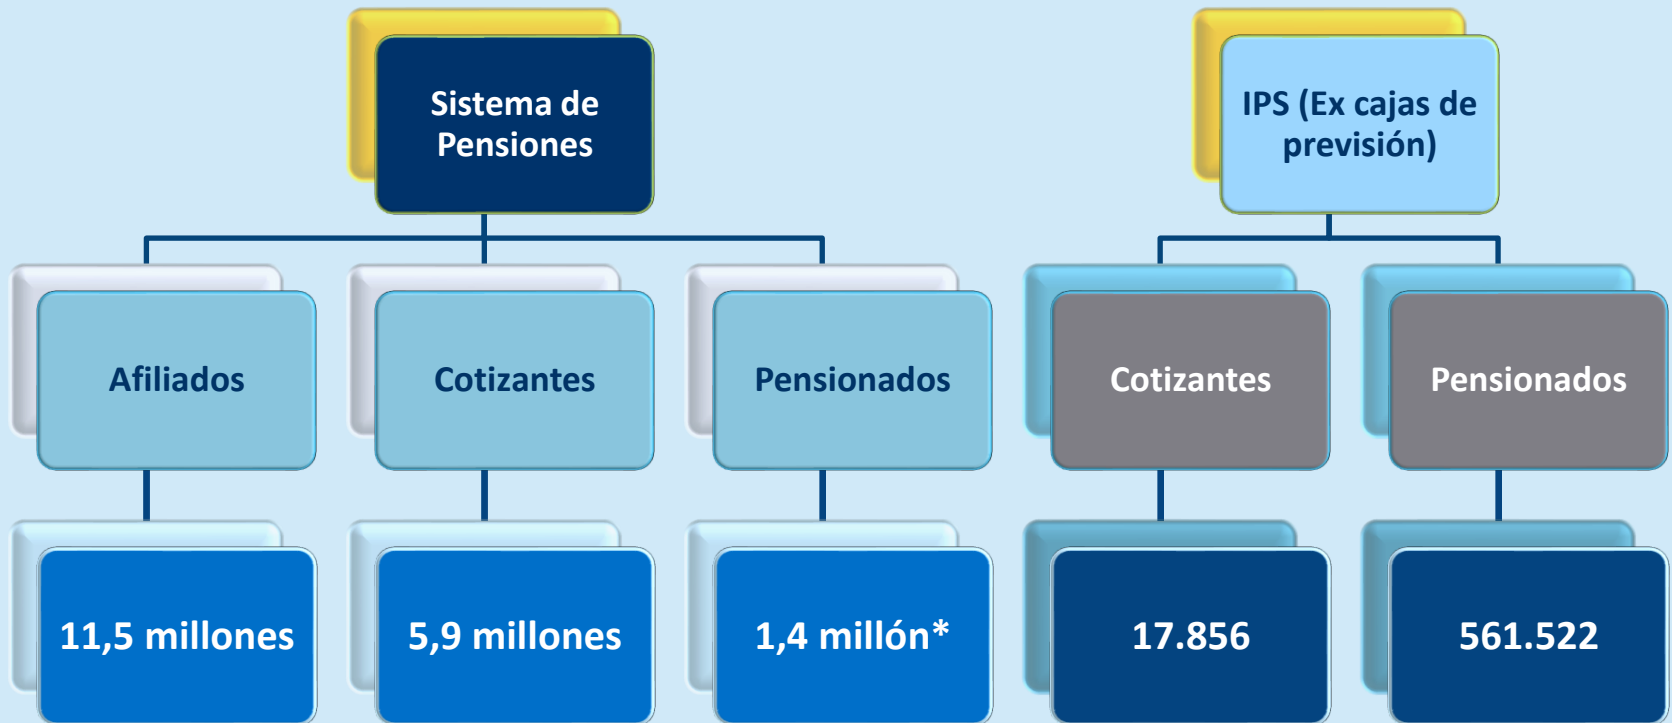 Sistema de
Pensiones
IPS (Ex cajas de
previsión)
Afiliados
Cotizantes
Pensionados
Cotizantes
Pensionados
11,5 millones
5,9 millones
1,4 millón*
17.856
561.522